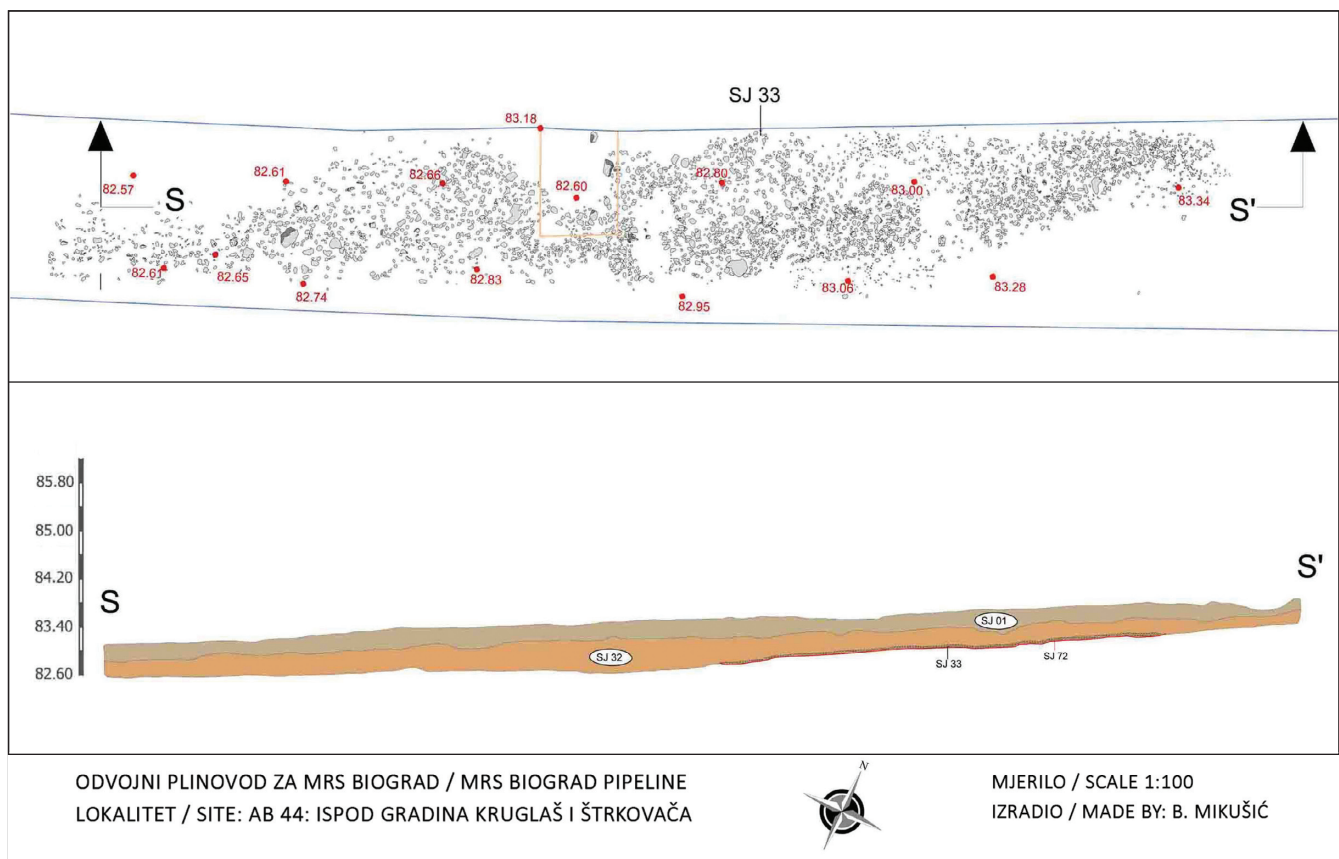 SJ 33
83.18
82.57
82.61
82.66
82.60
82.80
83.00
83.34
S
S'
82.61
82.65
82.74
82.83
82.95
83.06
83.28
85.80
85.00
84.20
83.40
82.60
S
S'
SJ 01
SJ 32
SJ 33
SJ 72
ODVOJNI PLINOVOD ZA MRS BIOGRAD / MRS BIOGRAD PIPELINE
LOKALITET / SITE: AB 44: ISPOD GRADINA KRUGLAŠ I ŠTRKOVAČA
N
MJERILO / SCALE 1:100
IZRADIO / MADE BY: B. MIKUŠIĆ